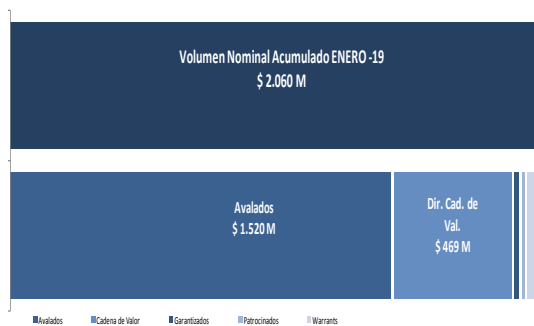 Volumen Nominal Acumulado ENERO -19
$ 2.060 M
Avalados
$ 1.520 M
Dir. Cad. de
Val.
$ 469 M
Avalados Cadena de Valor Garantizados Patrocinados Warrants